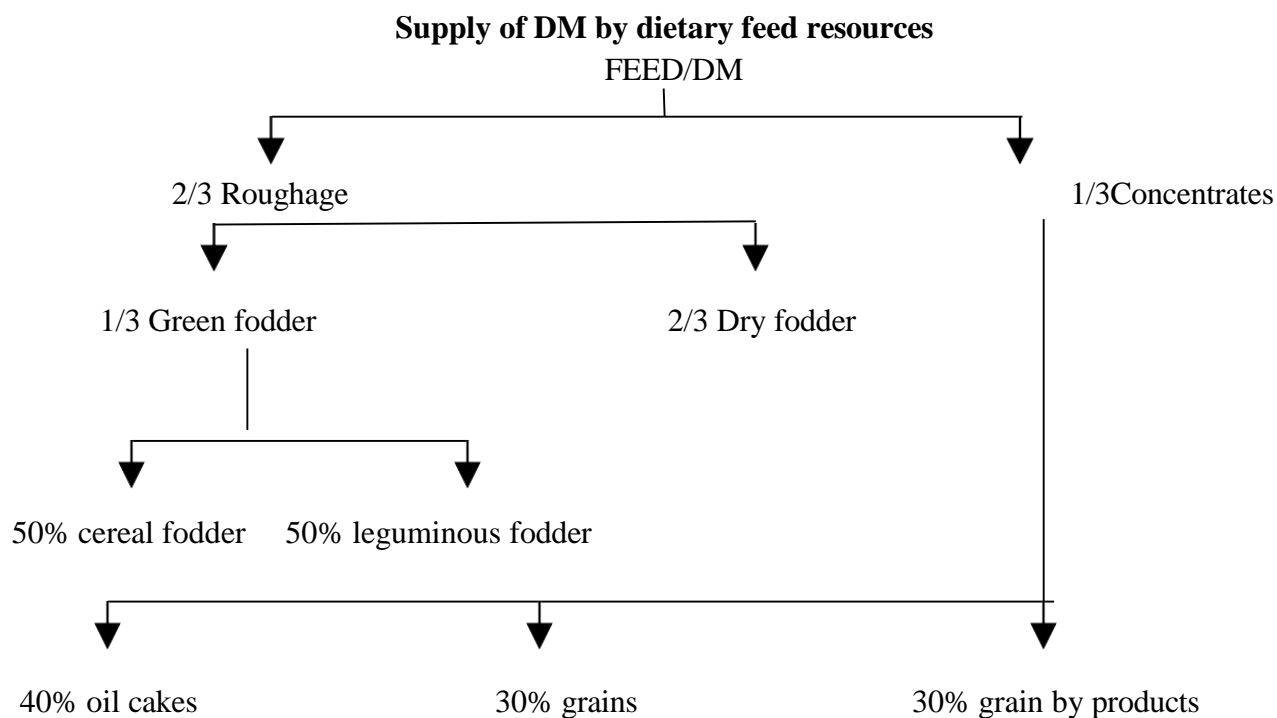 Supply of DM by dietary feed resources
FEED/DM
2/3 Roughage
1/3Concentrates
1/3 Green fodder
2/3 Dry fodder
50% cereal fodder
50% leguminous fodder
40% oil cakes
30% grains
30% grain by products